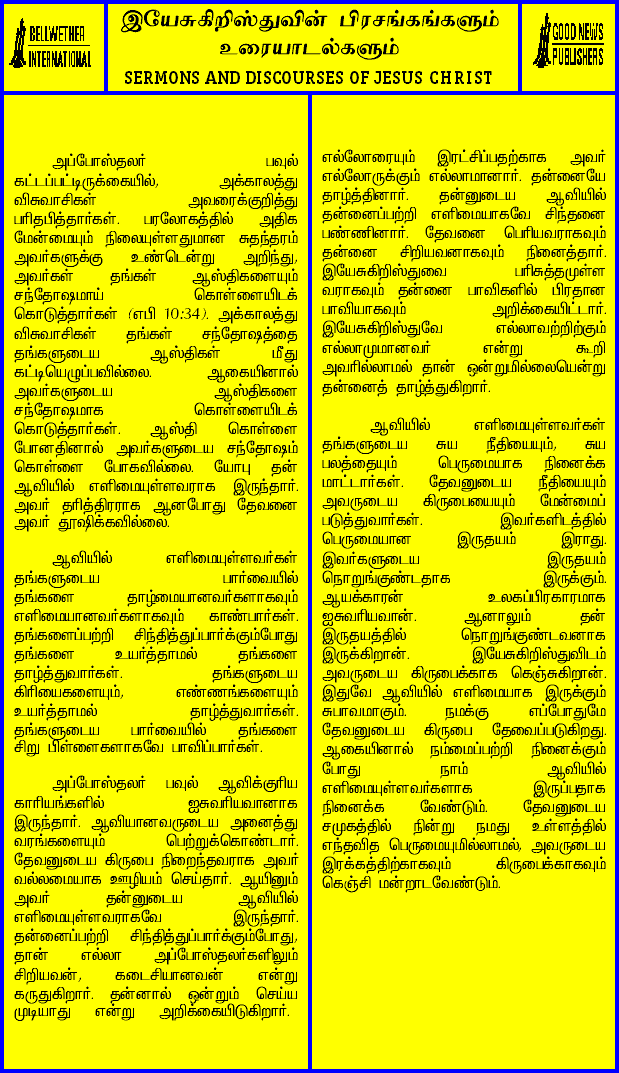 BELLWETHER
INTERNATIONAL
இயேசுகிறிஸ்துவின் பிரசங்கங்களும்
உரையாடல்களும்
SERMONS AND DISCOURSES OF JESUS CHRIST
GOOD NEWS
PUBLISHERS
அப்போஸ்தலர் பவுல்
கட்டப்பட்டிருக்கையில், அக்காலத்து
விசுவாசிகள் அவரைக்குறித்து
பரிதபித்தார்கள். பரலோகத்தில் அதிக
மேன்மையும் நிலையுள்ளதுமான சுதந்தரம்
அவர்களுக்கு உண்டென்று அறிந்து,
அவர்கள் தங்கள் ஆஸ்திகளையும்
சந்தோஷமாய் கொள்ளையிடக்
கொடுத்தார்கள் (எபி 10:34). அக்காலத்து
விசுவாசிகள் தங்கள் சந்தோஷத்தை
தங்களுடைய ஆஸ்திகள் மீது
கட்டியெழுப்பவில்லை. ஆகையினால்
அவர்களுடைய ஆஸ்திகளை
சந்தோஷமாக கொள்ளையிடக்
கொடுத்தார்கள். ஆஸ்தி கொள்ளை
போனதினால் அவர்களுடைய சந்தோஷம்
கொள்ளை போகவில்லை. யோபு தன்
ஆவியில் எளிமையுள்ளவராக இருந்தார்.
அவர் தரித்திரராக ஆனபோது தேவனை
அவர் தூஷிக்கவில்லை.
ஆவியில் எளிமையுள்ளவர்கள்
தங்களுடைய பார்வையில்
தங்களை தாழ்மையானவர்களாகவும்
எளிமையானவர்களாகவும் காண்பார்கள்.
தங்களைப்பற்றி சிந்தித்துப்பார்க்கும்போது
தங்களை உயர்த்தாமல் தங்களை
தாழ்த்துவார்கள். தங்களுடைய
கிரியைகளையும், எண்ணங்களையும்
உயர்த்தாமல் தாழ்த்துவார்கள்.
தங்களுடைய பார்வையில் தங்களை
சிறு பிள்ளைகளாகவே பாவிப்பார்கள்.
அப்போஸ்தலர் பவுல் ஆவிக்குரிய
காரியங்களில் ஐசுவரியவானாக
இருந்தார். ஆவியானவருடைய அனைத்து
வரங்களையும் பெற்றுக்கொண்டார்.
தேவனுடைய கிருபை நிறைந்தவராக அவர்
வல்லமையாக ஊழியம் செய்தார். ஆயினும்
அவர் தன்னுடைய ஆவியில்
எளிமையுள்ளவராகவே இருந்தார்.
தன்னைப்பற்றி சிந்தித்துப்பார்க்கும்போது,
தான் எல்லா அப்போஸ்தலர்களிலும்
சிறியவன், கடைசியானவன் என்று
கருதுகிறார். தன்னால் ஒன்றும் செய்ய
முடியாது என்று அறிக்கையிடுகிறார்.
எல்லோரையும் இரட்சிப்பதற்காக அவர்
எல்லோருக்கும் எல்லாமானார். தன்னையே
தாழ்த்தினார். தன்னுடைய ஆவியில்
தன்னைப்பற்றி எளிமையாகவே சிந்தனை
பண்ணினார். தேவனை பெரியவராகவும்
தன்னை சிறியவனாகவும் நினைத்தார்.
இயேசுகிறிஸ்துவை பரிசுத்தமுள்ள
வராகவும் தன்னை பாவிகளில் பிரதான
பாவியாகவும் அறிக்கையிட்டார்.
இயேசுகிறிஸ்துவே எல்லாவற்றிற்கும்
எல்லாமுமானவர் என்று கூறி
அவரில்லாமல் தான் ஒன்றுமில்லையென்று
தன்னைத் தாழ்த்துகிறார்.
ஆவியில் எளிமையுள்ளவர்கள்
தங்களுடைய சுய நீதியையும், சுய
பலத்தையும் பெருமையாக நினைக்க
மாட்டார்கள். தேவனுடைய நீதியையும்
அவருடைய கிருபையையும் மேன்மைப்
படுத்துவார்கள். இவர்களிடத்தில்
பெருமையான இருதயம் இராது.
இவர்களுடைய இருதயம்
நொறுங்குண்டதாக இருக்கும்.
ஆயக்காரன் உலகப்பிரகாரமாக
ஐசுவரியவான். ஆனாலும் தன்
இருதயத்தில் நொறுங்குண்டவனாக
இருக்கிறான். இயேசுகிறிஸ்துவிடம்
அவருடைய கிருபைக்காக கெஞ்சுகிறான்.
இதுவே ஆவியில் எளிமையாக இருக்கும்
சுபாவமாகும். நமக்கு எப்போதுமே
தேவனுடைய கிருபை தேவைப்படுகிறது.
ஆகையினால் நம்மைப்பற்றி நினைக்கும்
போது நாம் ஆவியில்
எளிமையுள்ளவர்களாக இருப்பதாக
நினைக்க வேண்டும். தேவனுடைய
சமுகத்தில் நின்று நமது உள்ளத்தில்
எந்தவித பெருமையுமில்லாமல், அவருடைய
இரக்கத்திற்காகவும் கிருபைக்காகவும்
கெஞ்சி மன்றாடவேண்டும்.